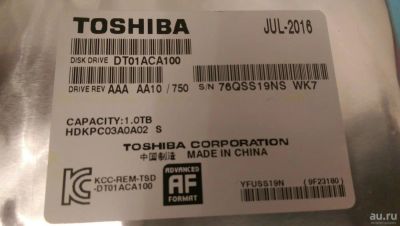 TOSHIBA
JUL-2016
DISK DRIVE DT01ACA100
DRIVE REV AAA AA10 / 750 S/N 76QSS19NS WK7
CAPACITY:1.0TB
HDKPC03A0A02 S
TOSHIBA CORPORATION
中国制造 MADE IN CHINA
KCC-REM-TSD
-DT01ACA100
ADVANCED
AF
FORMAT
YFUSS19N (9F23180)
au.ru